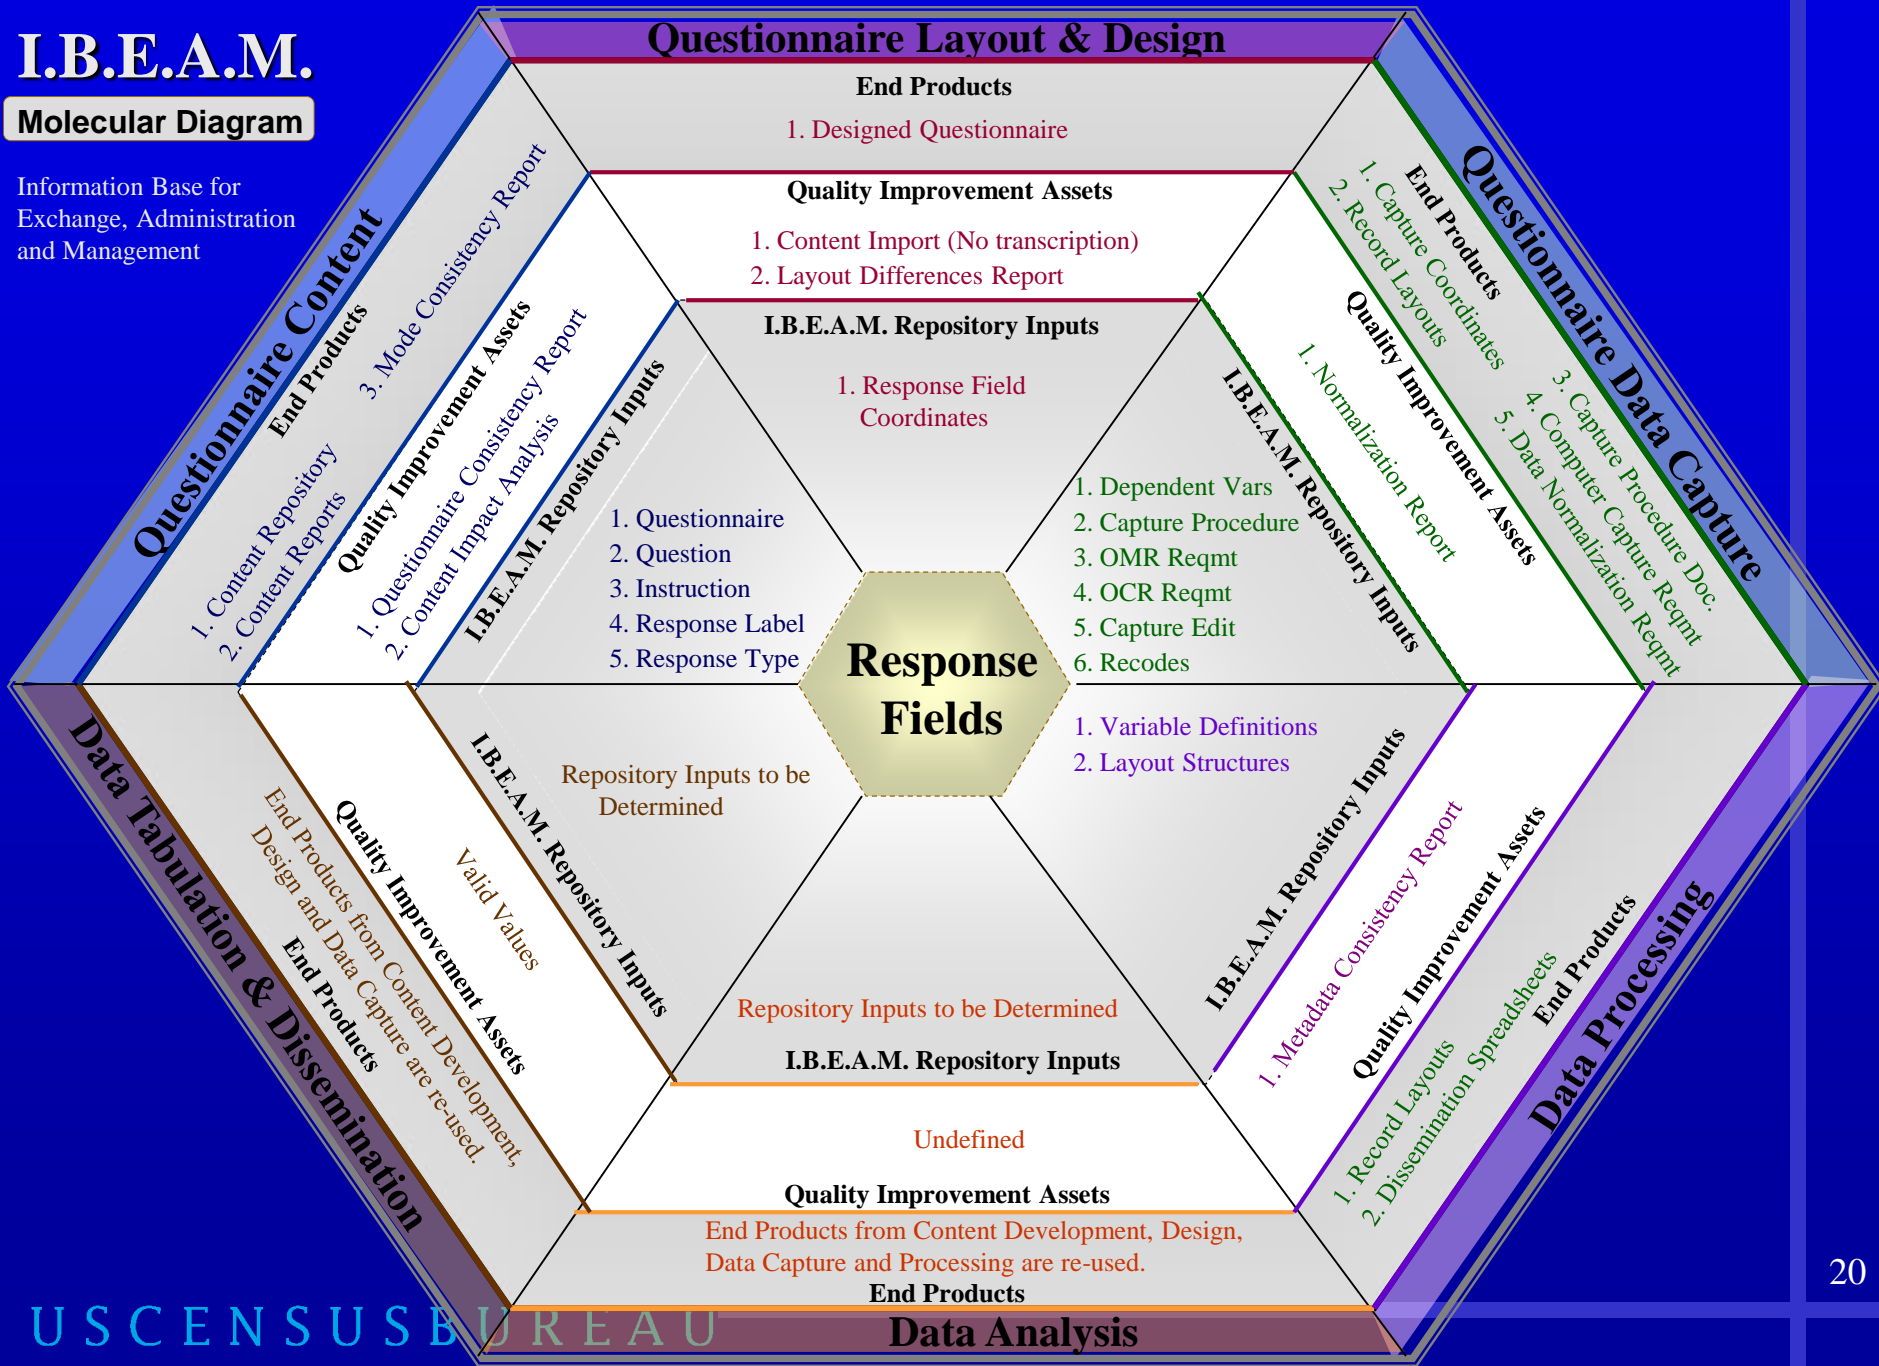 I.B.E.A.M.
Molecular Diagram
Information Base for
Exchange, Administration
and Management
Questionnaire Layout & Design
End Products
1. Designed Questionnaire
Quality Improvement Assets
1. Content Import (No transcription)
2. Layout Differences Report
I.B.E.A.M. Repository Inputs
1. Response Field
Coordinates
Questionnaire Content
End Products
1. Content Repository
2. Content Reports
3. Mode Consistency Report
Quality Improvement Assets
1. Questionnaire Consistency Report
2. Content Impact Analysis
I.B.E.A.M. Repository Inputs
1. Questionnaire
2. Question
3. Instruction
4. Response Label
5. Response Type
Questionnaire Data Capture
End Products
1. Capture Coordinates
2. Record Layouts
3. Capture Procedure Doc.
4. Computer Capture Reqmt
5. Data Normalization Reqmt
Quality Improvement Assets
1. Normalization Report
I.B.E.A.M. Repository Inputs
1. Dependent Vars
2. Capture Procedure
3. OMR Reqmt
4. OCR Reqmt
5. Capture Edit
6. Recodes
Response
Fields
Data Tabulation & Dissemination
End Products
End Products from Content Development,
Design and Data Capture are re-used.
Quality Improvement Assets
Valid Values
I.B.E.A.M. Repository Inputs
Repository Inputs to be
Determined
1. Variable Definitions
2. Layout Structures
I.B.E.A.M. Repository Inputs
1. Metadata Consistency Report
Quality Improvement Assets
1. Record Layouts
2. Dissemination Spreadsheets
End Products
Data Processing
Repository Inputs to be Determined
I.B.E.A.M. Repository Inputs
Undefined
Quality Improvement Assets
End Products from Content Development, Design,
Data Capture and Processing are re-used.
End Products
Data Analysis
USCENSUSBUREAU
20